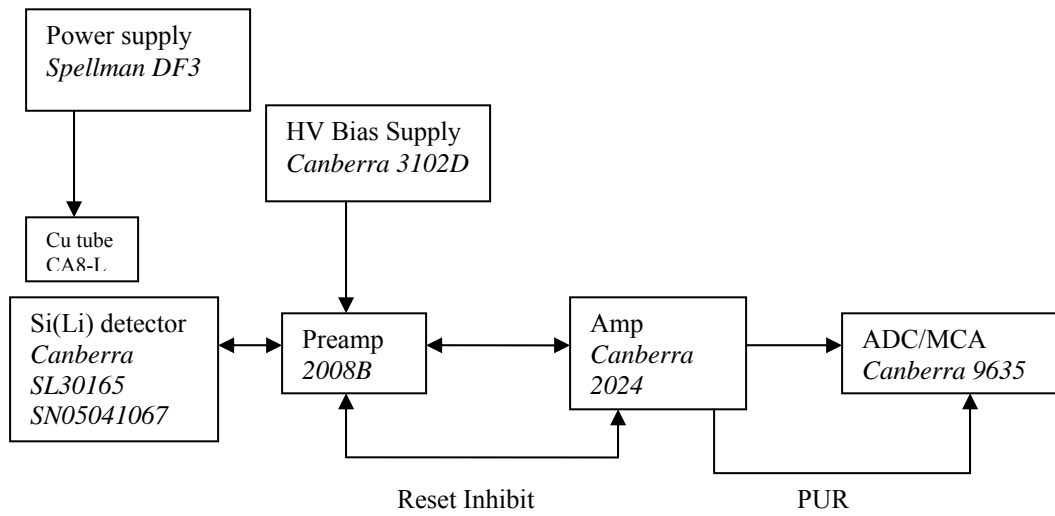 Power supply
Spellman DF3
HV Bias Supply
Canberra 3102D
Cu tube
CA8-L
Si(Li) detector
Canberra
SL30165
SN05041067
Preamp
2008B
Amp
Canberra
2024
ADC/MCA
Canberra 9635
Reset Inhibit
PUR